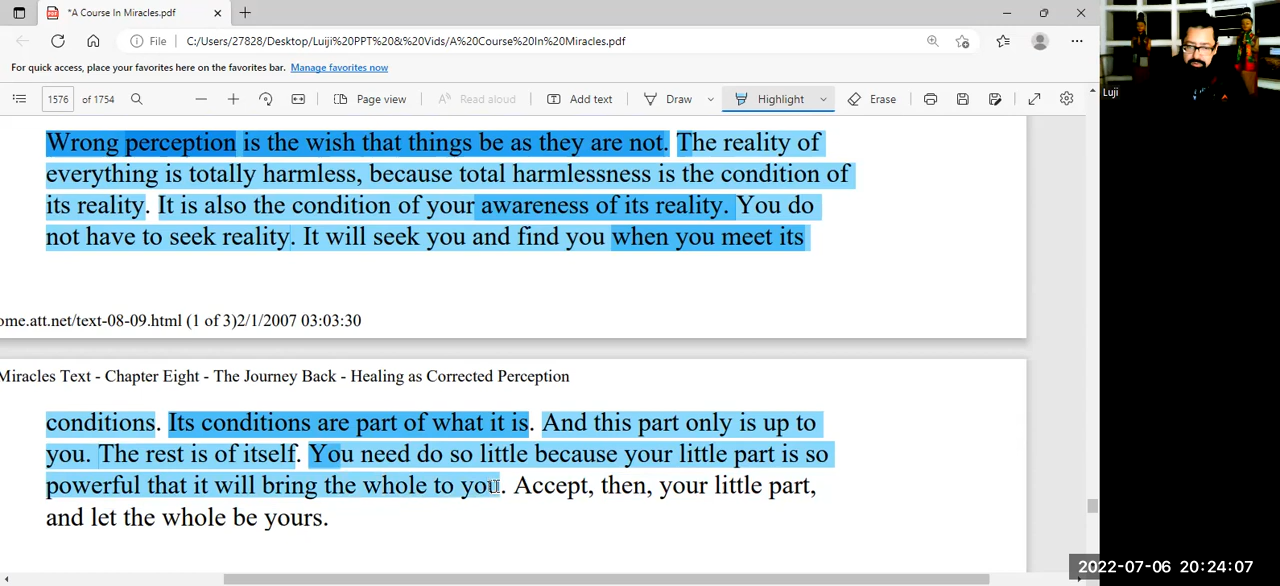 *A Course In Miracles.pdf
File C:/Users/27828/Desktop/Luiji%20PPT%20&%20Vids/A%20Course%20In%20Miracles.pdf
For quick access, place your favorites here on the favorites bar. Manage favorites now
1576 of 1754 Page view Read aloud Add text Draw Highlight Erase
Luji
Wrong perception is the wish that things be as they are not. The reality of
everything is totally harmless, because total harmlessness is the condition of
its reality. It is also the condition of your awareness of its reality. You do
not have to seek reality. It will seek you and find you when you meet its
ome.att.net/text-08-09.html (1 of 3)2/1/2007 03:03:30
Miracles Text - Chapter Eight - The Journey Back - Healing as Corrected Perception
conditions. Its conditions are part of what it is. And this part only is up to
you. The rest is of itself. You need do so little because your little part is so
powerful that it will bring the whole to you. Accept, then, your little part,
and let the whole be yours.
2022-07-06 20:24:07